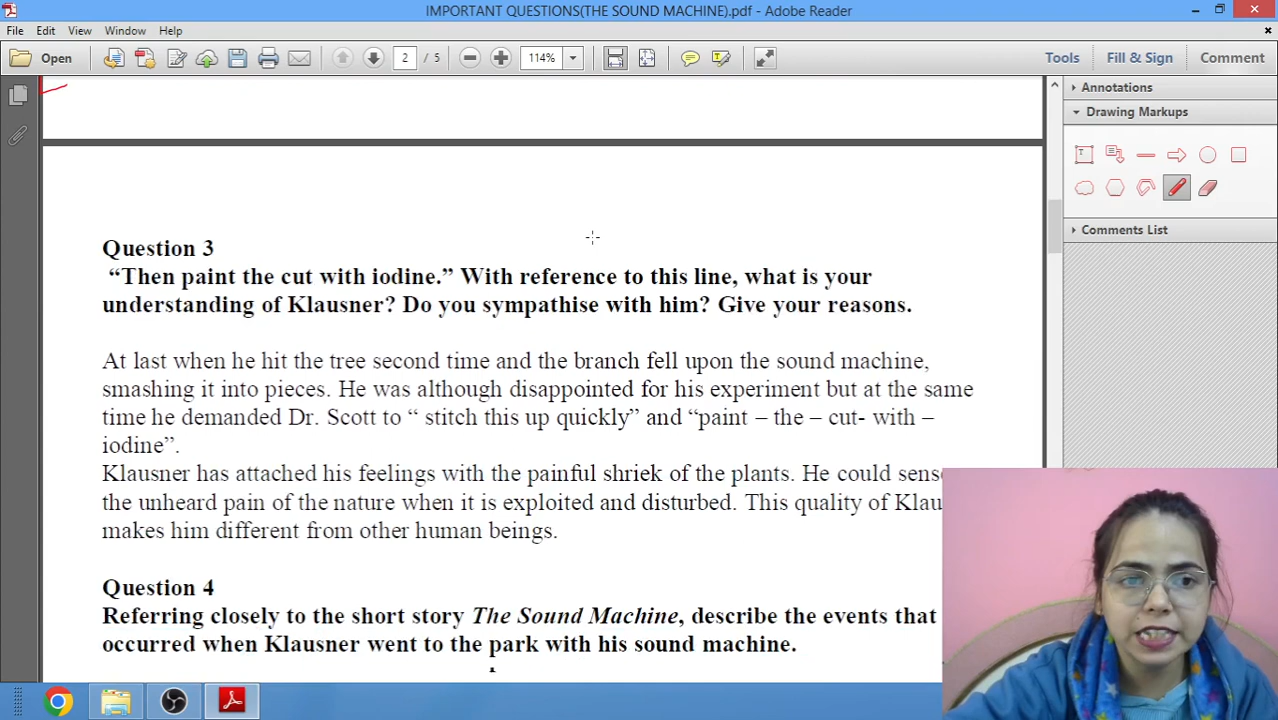 IMPORTANT QUESTIONS(THE SOUND MACHINE).pdf - Adobe Reader
File Edit View Window Help
Open 2 / 5 114% Tools Fill & Sign Comment
Annotations
Drawing Markups
T
Comments List
Question 3
“Then paint the cut with iodine.” With reference to this line, what is your
understanding of Klausner? Do you sympathise with him? Give your reasons.
At last when he hit the tree second time and the branch fell upon the sound machine,
smashing it into pieces. He was although disappointed for his experiment but at the same
time he demanded Dr. Scott to “ stitch this up quickly” and “paint – the – cut- with –
iodine”.
Klausner has attached his feelings with the painful shriek of the plants. He could sense
the unheard pain of the nature when it is exploited and disturbed. This quality of Klau
makes him different from other human beings.
Question 4
Referring closely to the short story The Sound Machine, describe the events that
occurred when Klausner went to the park with his sound machine.